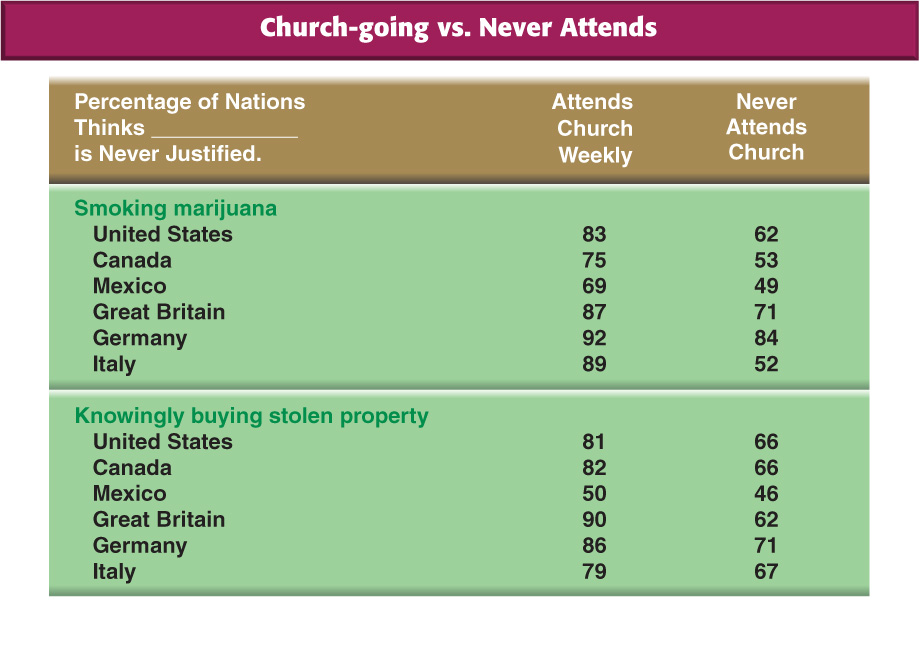 Church-going vs. Never Attends
Percentage of Nations Attends Never
Thinks _____________ Church Attends
is Never Justified. Weekly Church
Smoking marijuana
United States 83 62
Canada 75 53
Mexico 69 49
Great Britain 87 71
Germany 92 84
Italy 89 52
Knowingly buying stolen property
United States 81 66
Canada 82 66
Mexico 50 46
Great Britain 90 62
Germany 86 71
Italy 79 67